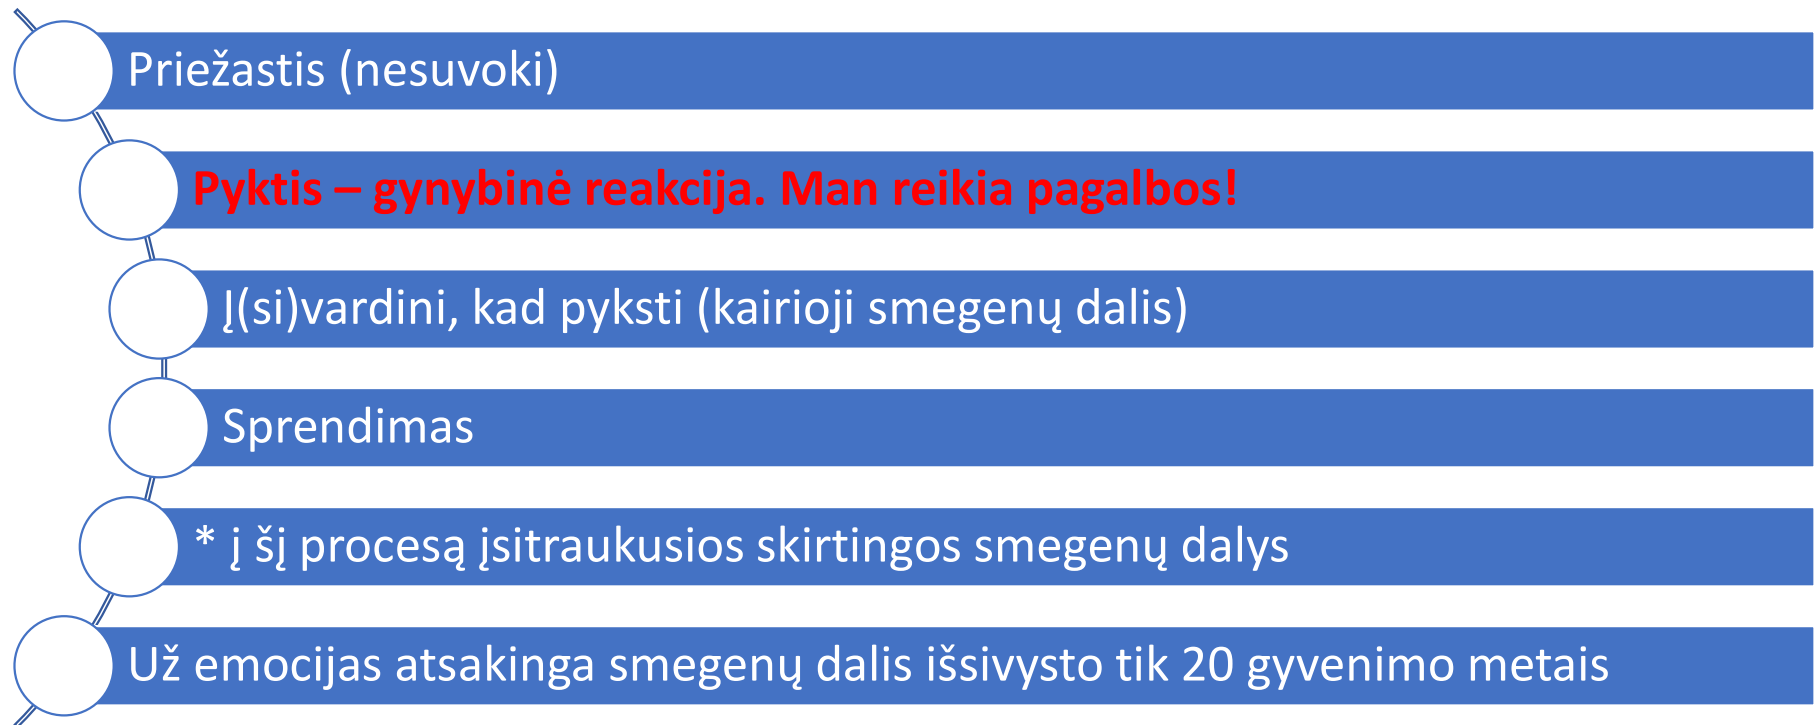 Priežastis (nesuvoki)
Pyktis – gynybinė reakcija. Man reikia pagalbos!
Į(si)vardini, kad pyksti (kairioji smegenų dalis)
Sprendimas
* į šį procesą įsitraukusios skirtingos smegenų dalys
Už emocijas atsakinga smegenų dalis išsivysto tik 20 gyvenimo metais